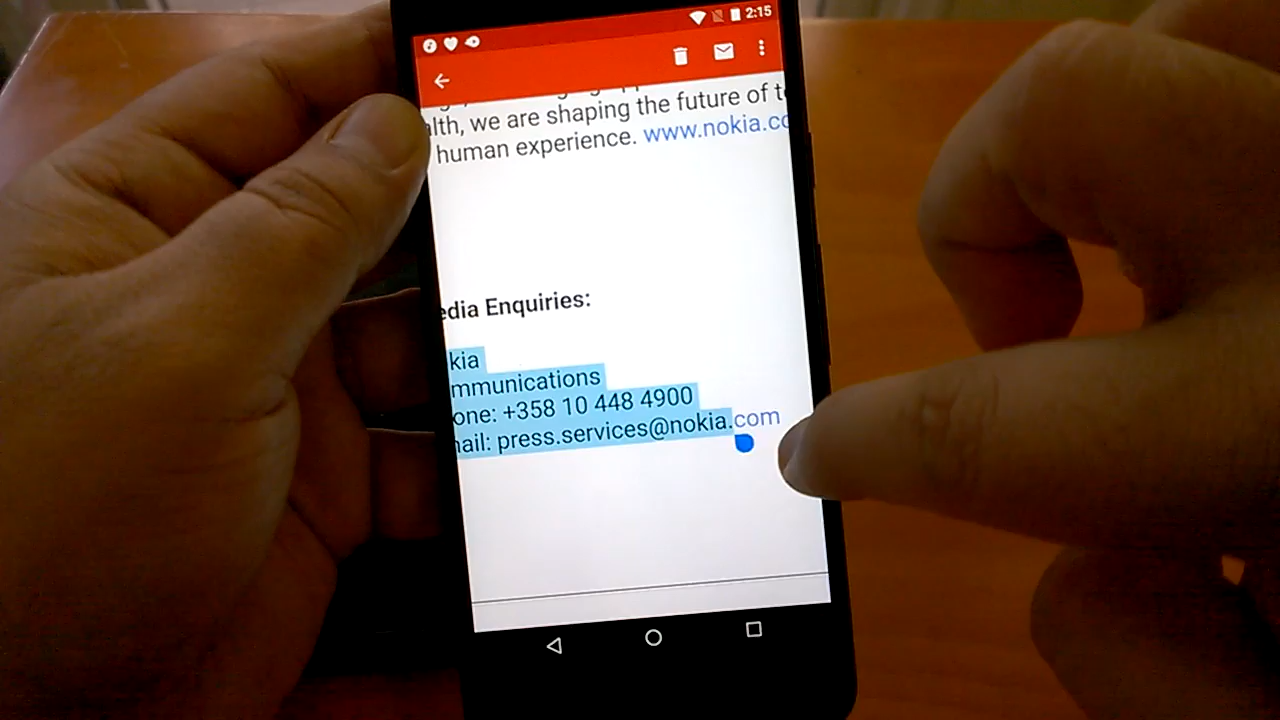 2:15
alth, we are shaping the future of t
human experience. www.nokia.co
edia Enquiries:
kia
mmunications
one: +358 10 448 4900
ail: press.services@nokia.com